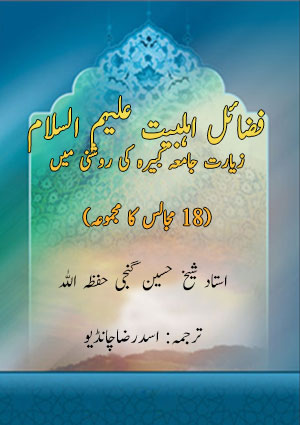 فضائل اہلبیت علیہم السلام
زیارت جامعہ کبیرہ کی روشنی میں
(18 مجالس کا مجموعہ)
استاد شیخ حسین گنجی حفظہ اللہ
ترجمہ: اسد رضا چانڈیو